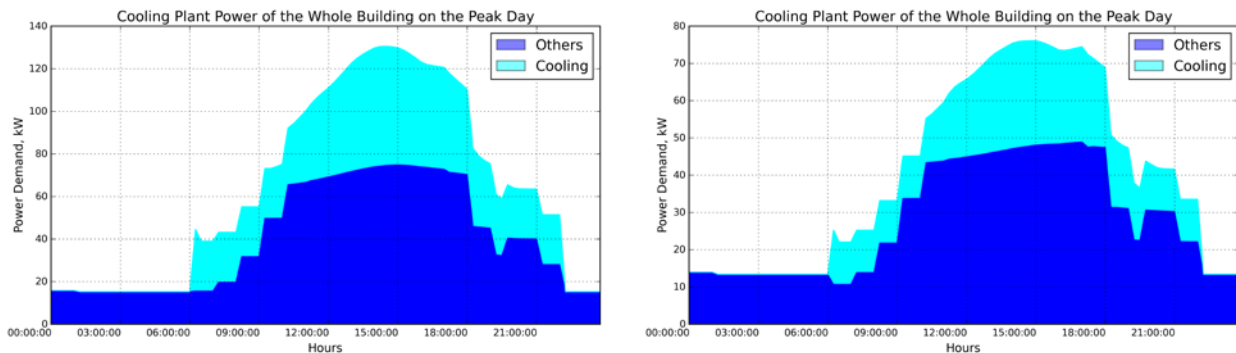 Cooling Plant Power of the Whole Building on the Peak Day
140
120
100
80
60
40
20
0
Power Demand, kW
Others
Cooling
00:00:00 03:00:00 06:00:00 09:00:00 12:00:00 15:00:00 18:00:00 21:00:00
Hours
Cooling Plant Power of the Whole Building on the Peak Day
80
70
60
50
40
30
20
10
0
Power Demand, kW
Others
Cooling
00:00:00 03:00:00 06:00:00 09:00:00 12:00:00 15:00:00 18:00:00 21:00:00
Hours